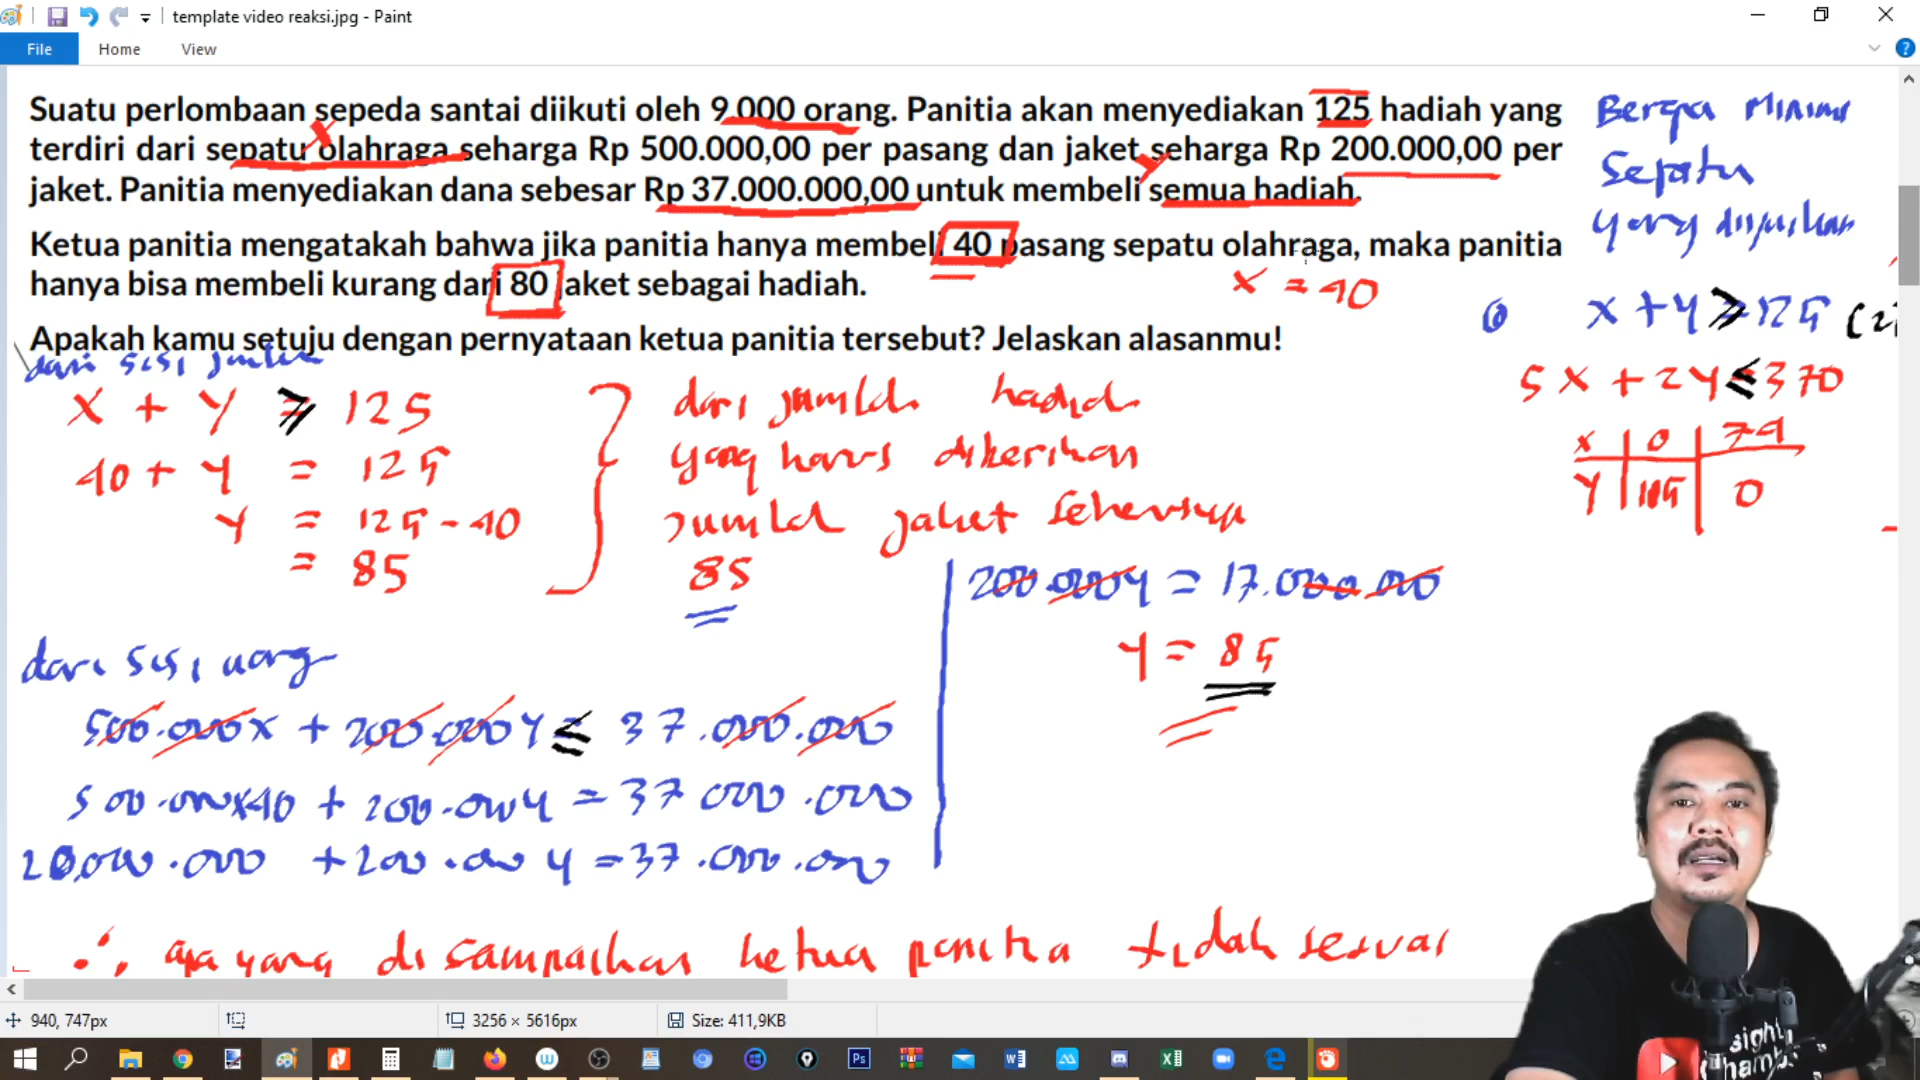 template video reaksi.jpg - Paint
File Home View
Suatu perlombaan sepeda santai diikuti oleh 9.000 orang. Panitia akan menyediakan 125 hadiah yang
terdiri dari sepatu olahraga seharga Rp 500.000,00 per pasang dan jaket seharga Rp 200.000,00 per
jaket. Panitia menyediakan dana sebesar Rp 37.000.000,00 untuk membeli semua hadiah.
Ketua panitia mengatakah bahwa jika panitia hanya membeli 40 pasang sepatu olahraga, maka panitia
hanya bisa membeli kurang dari 80 jaket sebagai hadiah.
x = 40
Apakah kamu setuju dengan pernyataan ketua panitia tersebut? Jelaskan alasanmu!
dari sisi jumlah
x + y ≥ 125
40 + y = 125
y = 125 - 40
= 85
dari jumlah hadiah
yang harus diberikan
jumlah jaket seharusnya
85
dari sisi uang
500.000x + 200.000y ≤ 37.000.000
500.000x40 + 200.000y = 37.000.000
20.000.000 + 200.000y = 37.000.000
200.000y = 17.000.000
y = 85
∴ apa yang disampaikan ketua panitia tidak sesuai
Sepatu
yang
x + y ≥ 125
5x + 2y ≤ 370
x 0 74
y 185 0
940, 747px
3256 × 5616px
Size: 411,9KB